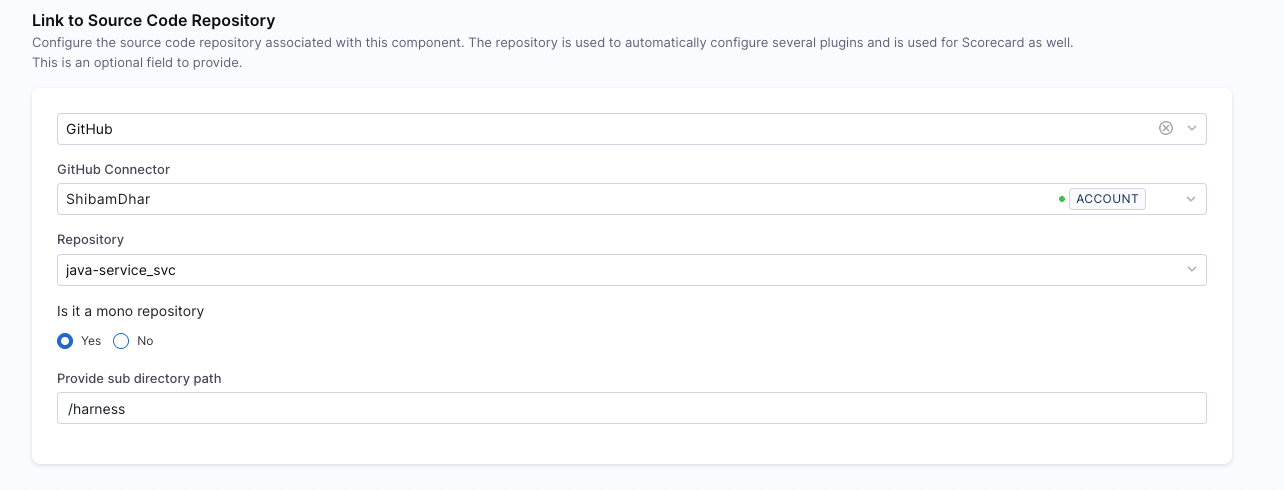 Link to Source Code Repository
Configure the source code repository associated with this component. The repository is used to automatically configure several plugins and is used for Scorecard as well.
This is an optional field to provide.
GitHub
GitHub Connector
ShibamDhar ACCOUNT
Repository
java-service_svc
Is it a mono repository
Yes No
Provide sub directory path
/harness